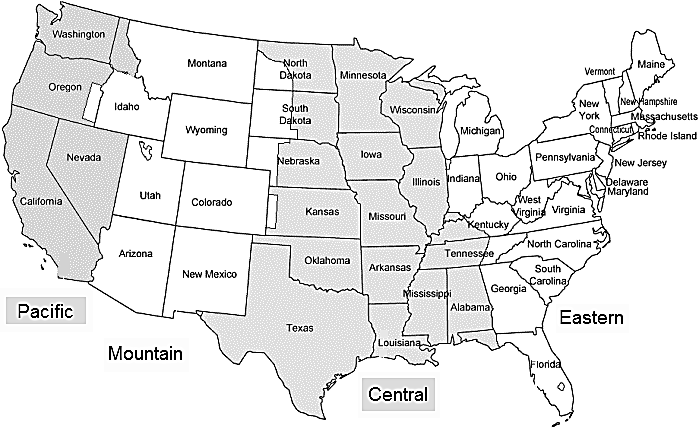 Washington
Oregon
Idaho
Montana
North
Dakota
Minnesota
Wisconsin
Michigan
Vermont
Maine
New
York
New Hampshire
Massachusetts
Connecticut
Rhode Island
South
Dakota
Wyoming
Nevada
California
Utah
Colorado
Nebraska
Iowa
Illinois
Indiana
Ohio
Pennsylvania
New Jersey
Delaware
Maryland
West
Virginia
Virginia
Kansas
Missouri
Kentucky
Arizona
New Mexico
Oklahoma
Arkansas
Tennessee
North Carolina
South
Carolina
Mississippi
Alabama
Georgia
Texas
Louisiana
Florida
Pacific
Mountain
Central
Eastern